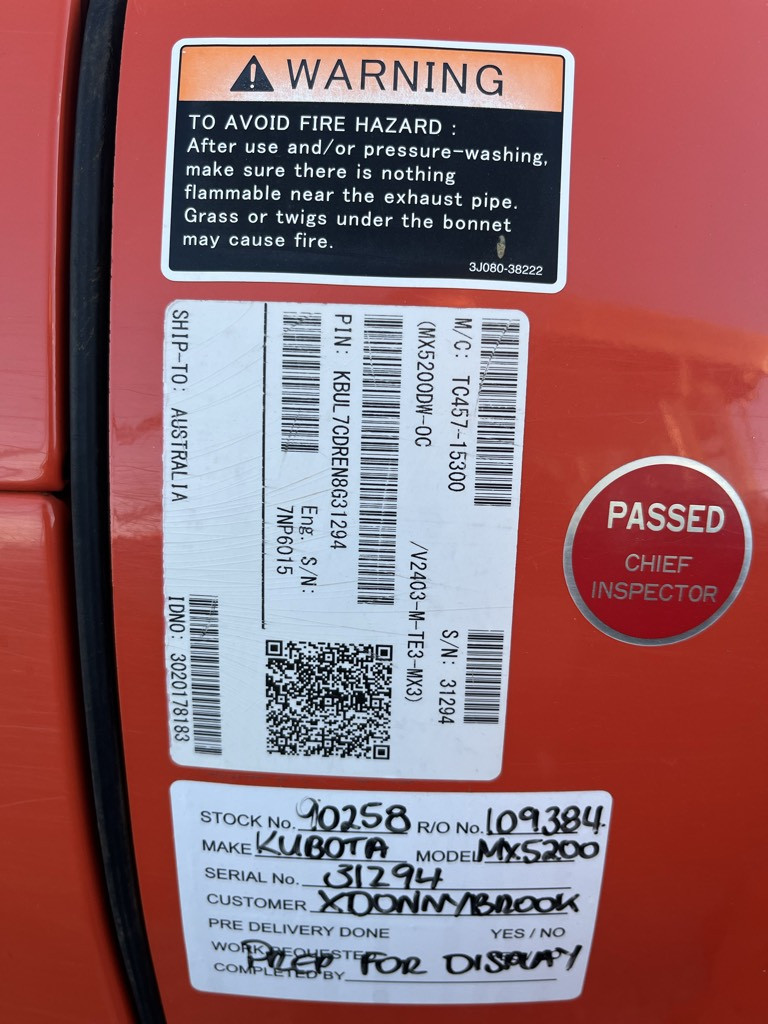 WARNING
TO AVOID FIRE HAZARD :
After use and/or pressure-washing,
make sure there is nothing
flammable near the exhaust pipe.
Grass or twigs under the bonnet
may cause fire.
3J080-38222
M/C: TC457-15300
S/N: 31294
(MX5200DW-OC /V2403-M-TE3-MX3)
PIN: KBUL7CDREN8G31294
Eng. S/N:
7NP6015
SHIP-TO: AUSTRALIA
IDNO: 3020178183
PASSED
CHIEF
INSPECTOR
STOCK No. 90258 R/O No. 109384
MAKE KUBOTA MODEL MX5200
SERIAL No. 31294
CUSTOMER
PRE DELIVERY DONE YES / NO
WORK REQUESTED
PREP FOR DISPLAY
COMPLETED BY